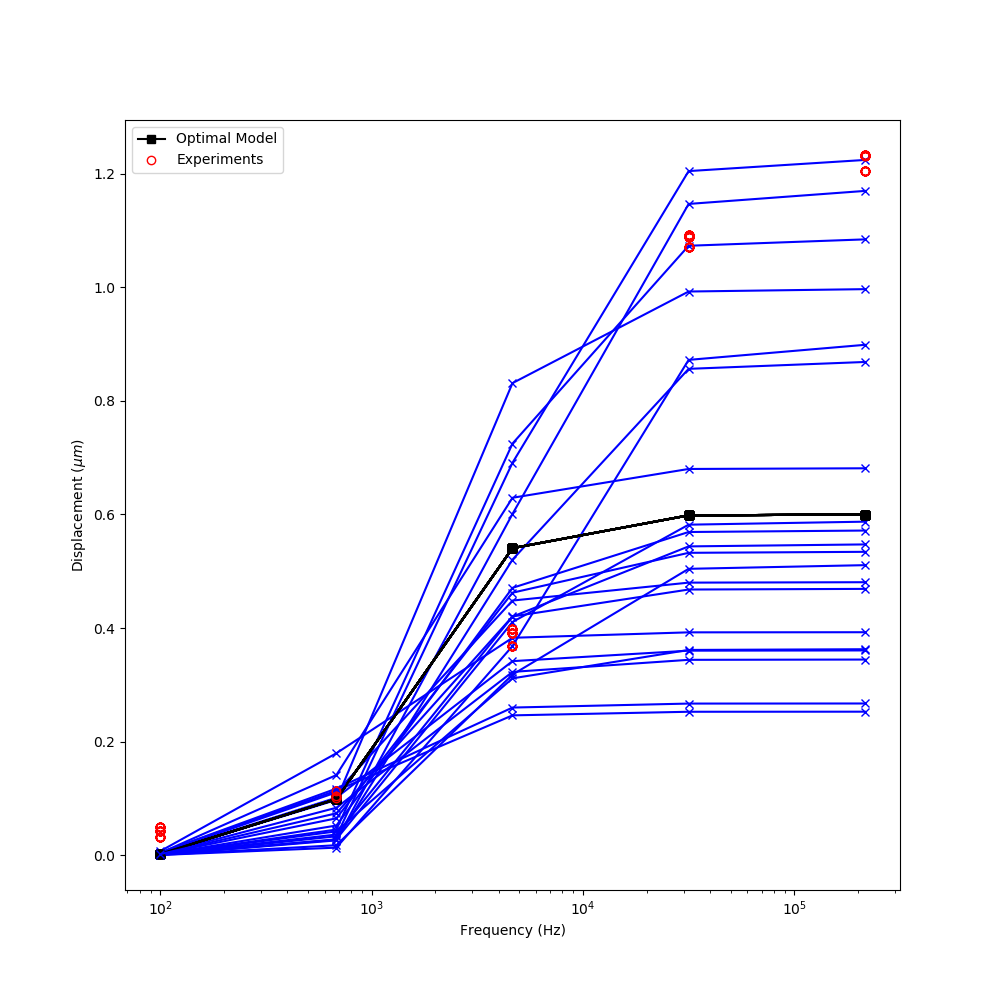 Optimal Model
Experiments
1.2
1.0
0.8
0.6
0.4
0.2
0.0
Displacement (μm)
10²
10³
10⁴
10⁵
Frequency (Hz)